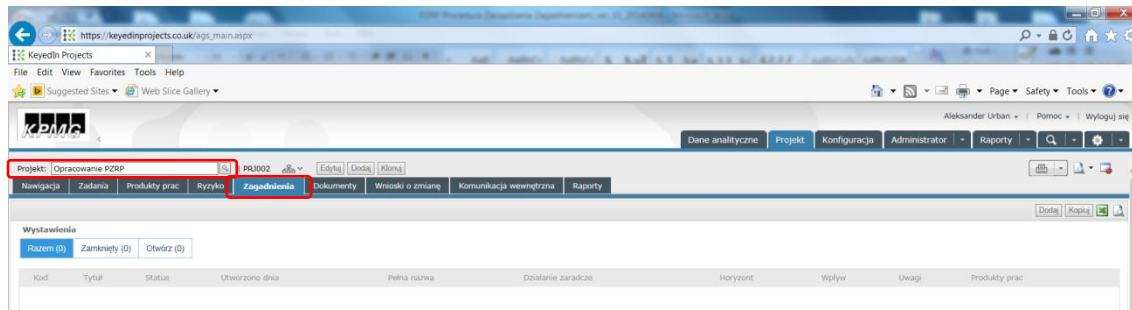 https://keyedinprojects.co.uk/ags_main.aspx
KeyedIn Projects
File Edit View Favorites Tools Help
Suggested Sites Web Slice Gallery Page Safety Tools
Aleksander Urban | Pomoc | Wyloguj się
KPMG
Dane analityczne Projekt Konfiguracja Administrator Raporty
Projekt: Opracowanie PZRP PRJ002 Edytuj Dodaj Klonuj
Nawigacja Zadania Produkty prac Ryzyko Zagadnienia Dokumenty Wnioski o zmianę Komunikacja wewnętrzna Raporty
Dodaj Kopiuj
Wystawienia
Razem (0) Zamknięty (0) Otwórz (0)
Kod Tytuł Status Utworzono dnia Pełna nazwa Działanie zaradcze Horyzont Wpływ Uwagi Produkty prac